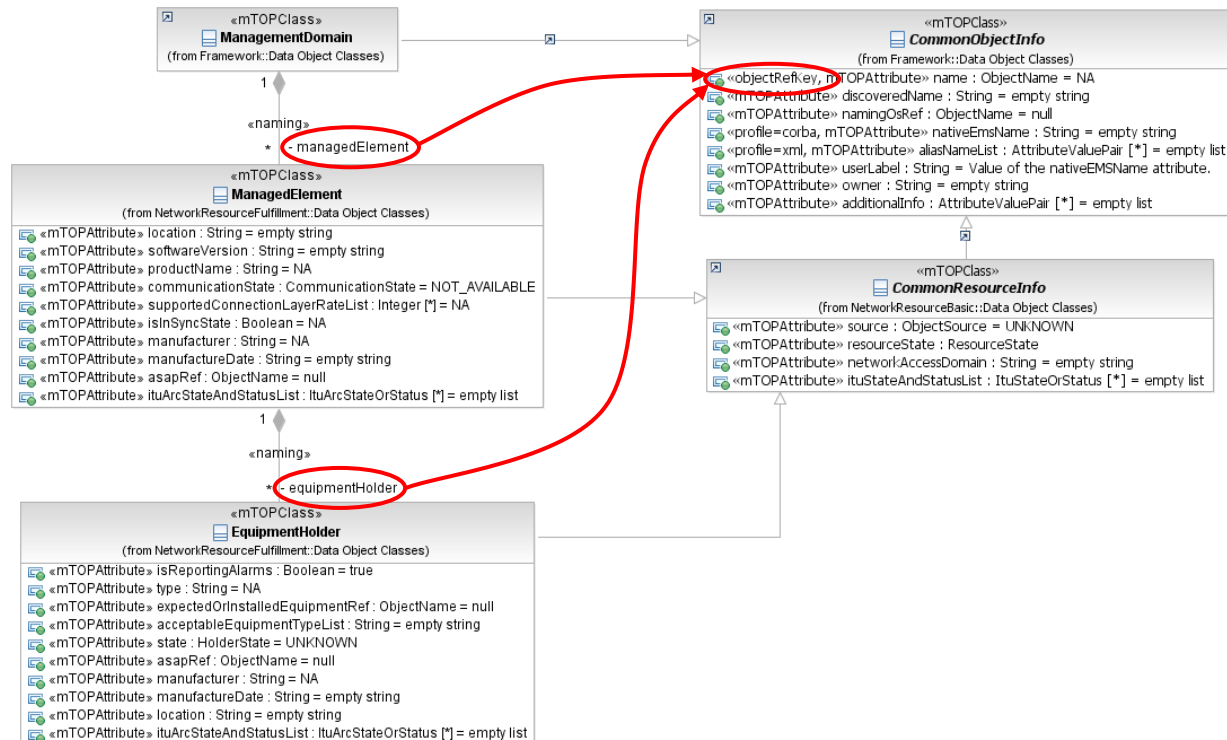 «mTOPClass»
ManagementDomain
(from Framework::Data Object Classes)
1
«naming»
* - managedElement
«mTOPClass»
ManagedElement
(from NetworkResourceFulfillment::Data Object Classes)
«mTOPAttribute» location : String = empty string
«mTOPAttribute» softwareVersion : String = empty string
«mTOPAttribute» productName : String = NA
«mTOPAttribute» communicationState : CommunicationState = NOT_AVAILABLE
«mTOPAttribute» supportedConnectionLayerRateList : Integer [*] = NA
«mTOPAttribute» isInSyncState : Boolean = NA
«mTOPAttribute» manufacturer : String = NA
«mTOPAttribute» manufactureDate : String = empty string
«mTOPAttribute» asapRef : ObjectName = null
«mTOPAttribute» ituArcStateAndStatusList : ItuArcStateOrStatus [*] = empty list
1
«naming»
* - equipmentHolder
«mTOPClass»
EquipmentHolder
(from NetworkResourceFulfillment::Data Object Classes)
«mTOPAttribute» isReportingAlarms : Boolean = true
«mTOPAttribute» type : String = NA
«mTOPAttribute» expectedOrInstalledEquipmentRef : ObjectName = null
«mTOPAttribute» acceptableEquipmentTypeList : String = empty string
«mTOPAttribute» state : HolderState = UNKNOWN
«mTOPAttribute» asapRef : ObjectName = null
«mTOPAttribute» manufacturer : String = NA
«mTOPAttribute» manufactureDate : String = empty string
«mTOPAttribute» location : String = empty string
«mTOPAttribute» ituArcStateAndStatusList : ItuArcStateOrStatus [*] = empty list
«mTOPClass»
CommonObjectInfo
(from Framework::Data Object Classes)
«objectRefKey, mTOPAttribute» name : ObjectName = NA
«mTOPAttribute» discoveredName : String = empty string
«mTOPAttribute» namingOsRef : ObjectName = null
«profile=corba, mTOPAttribute» nativeEmsName : String = empty string
«profile=xml, mTOPAttribute» aliasNameList : AttributeValuePair [*] = empty list
«mTOPAttribute» userLabel : String = Value of the nativeEMSName attribute.
«mTOPAttribute» owner : String = empty string
«mTOPAttribute» additionalInfo : AttributeValuePair [*] = empty list
«mTOPClass»
CommonResourceInfo
(from NetworkResourceBasic::Data Object Classes)
«mTOPAttribute» source : ObjectSource = UNKNOWN
«mTOPAttribute» resourceState : ResourceState
«mTOPAttribute» networkAccessDomain : String = empty string
«mTOPAttribute» ituStateAndStatusList : ItuStateOrStatus [*] = empty list